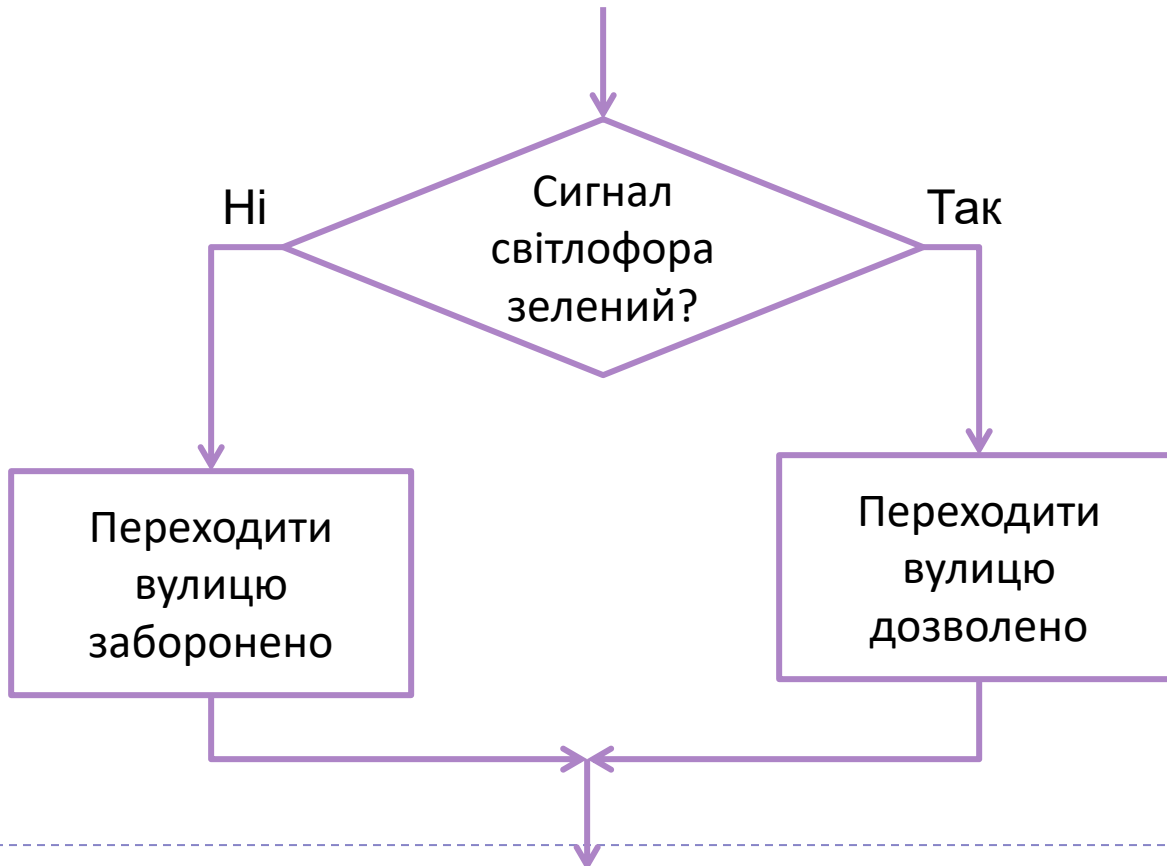 Сигнал
світлофора
зелений?
Ні
Так
Переходити
вулицю
заборонено
Переходити
вулицю
дозволено